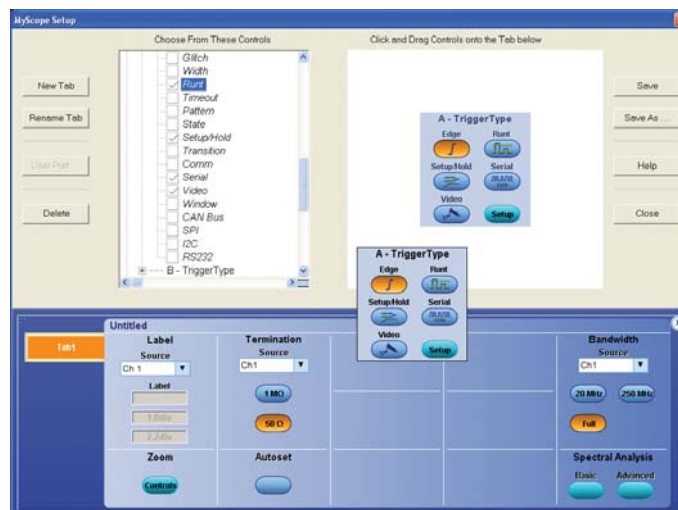 MyScope Setup
Choose From These Controls
Click and Drag Controls onto the Tab below
New Tab
Rename Tab
User Pref...
Delete
Glitch
Width
Runt
Timeout
Pattern
State
Setup/Hold
Transition
Comm
Serial
Video
Window
CAN Bus
SPI
I2C
RS232
B - TriggerType
A - TriggerType
Edge Runt
Setup/Hold Serial
Video
Setup
Save
Save As ...
Help
Close
A - TriggerType
Edge Runt
Setup/Hold Serial
Video
Setup
Tab1
Untitled
Label
Source
Ch 1
Label
Termination
Source
Ch1
1 MΩ
50 Ω
Bandwidth
Source
Ch1
20 MHz 250 MHz
Full
Zoom
Controls
Autoset
Spectral Analysis
Basic Advanced